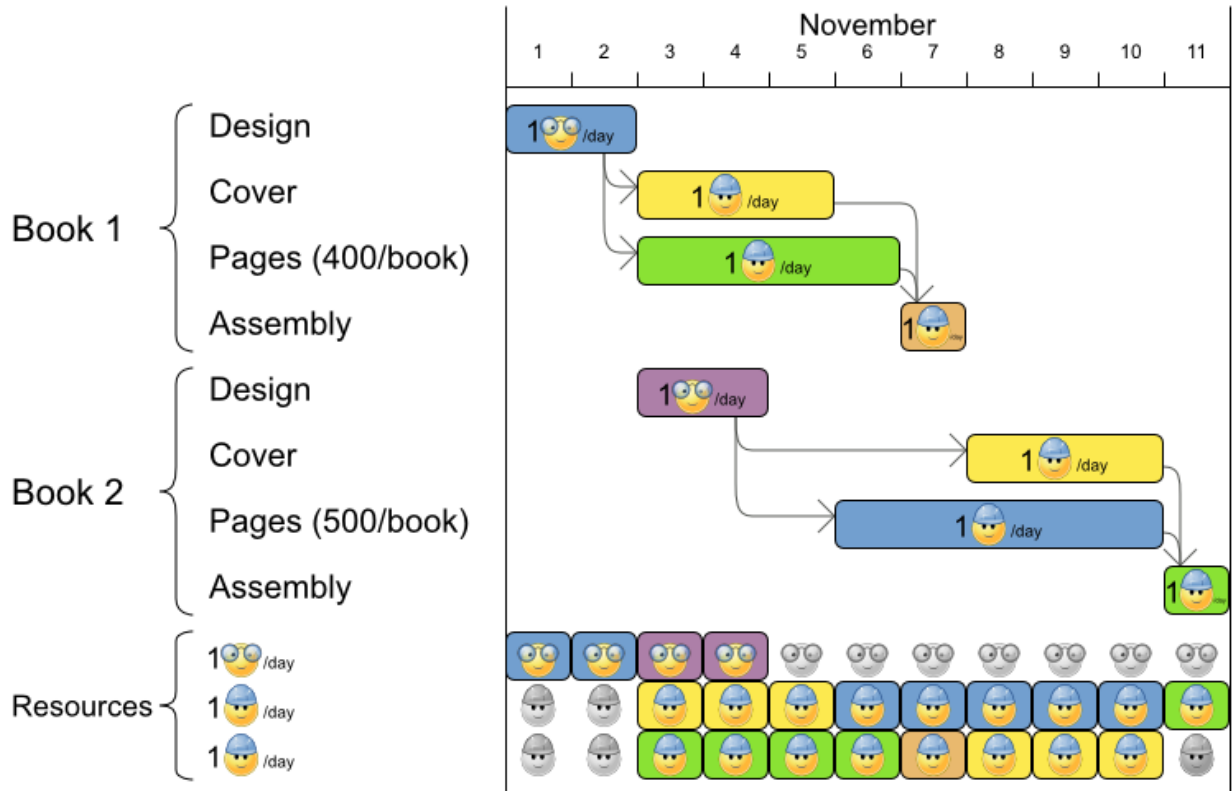 November
1 2 3 4 5 6 7 8 9 10 11
Book 1
Design
1 /day
Cover
1 /day
Pages (400/book)
1 /day
Assembly
1 /day
Book 2
Design
1 /day
Cover
1 /day
Pages (500/book)
1 /day
Assembly
1 /day
Resources
1 /day
1 /day
1 /day